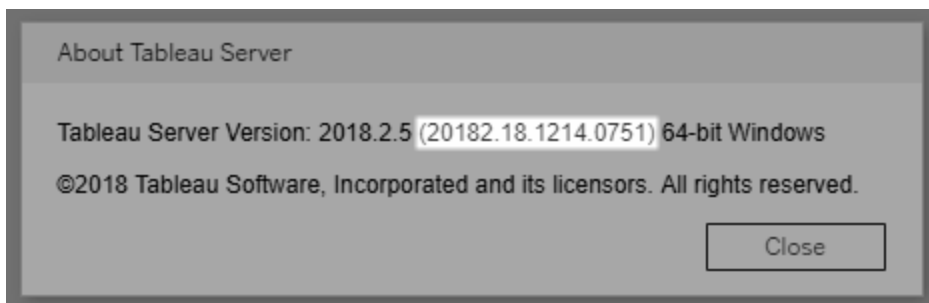 About Tableau Server
Tableau Server Version: 2018.2.5 (20182.18.1214.0751) 64-bit Windows
©2018 Tableau Software, Incorporated and its licensors. All rights reserved.
Close